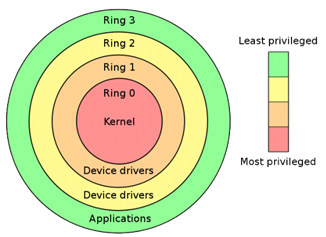 Ring 3
Ring 2
Ring 1
Ring 0
Kernel
Device drivers
Device drivers
Applications
Least privileged
Most privileged